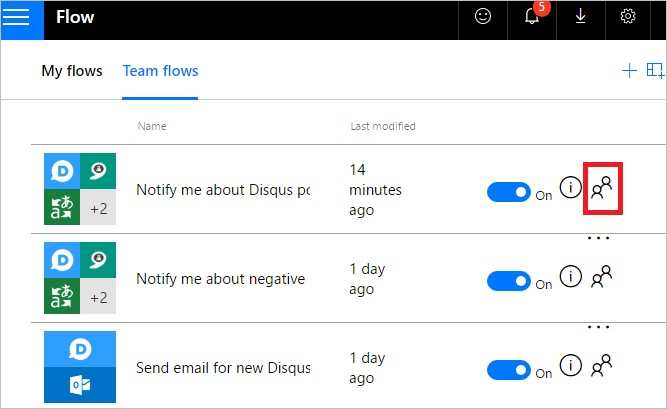 Flow
5
My flows
Team flows
Name
Last modified
Notify me about Disqus po
14
minutes
ago
On
+2
...
Notify me about negative
1 day
ago
On
+2
...
Send email for new Disqus
1 day
ago
On